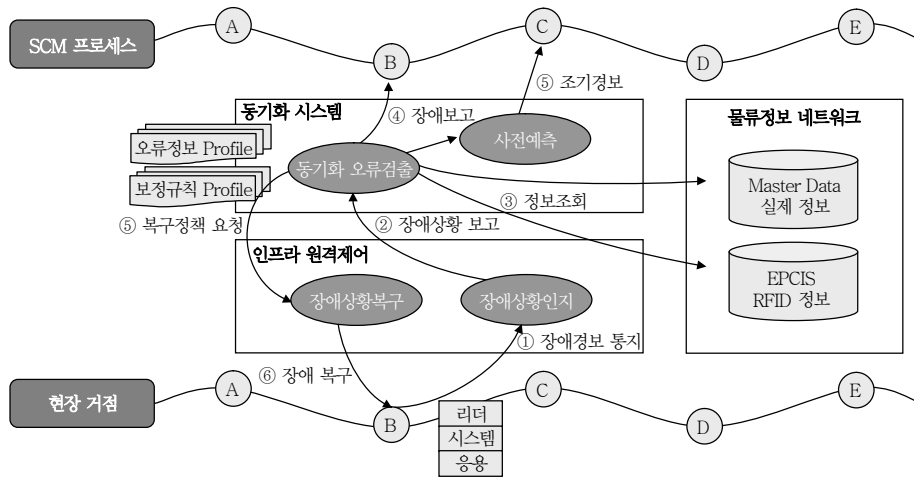 SCM 프로세스
A
B
C
D
E
⑤ 조기경보
동기화 시스템
④ 장애보고
물류정보 네트워크
오류정보 Profile
사전예측
동기화 오류검출
보정규칙 Profile
Master Data
실제 정보
③ 정보조회
⑤ 복구정책 요청
② 장애상황 보고
인프라 원격제어
EPCIS
RFID 정보
장애상황복구
장애상황인지
① 장애경보 통지
⑥ 장애 복구
현장 거점
A
B
C
D
E
리더
시스템
응용